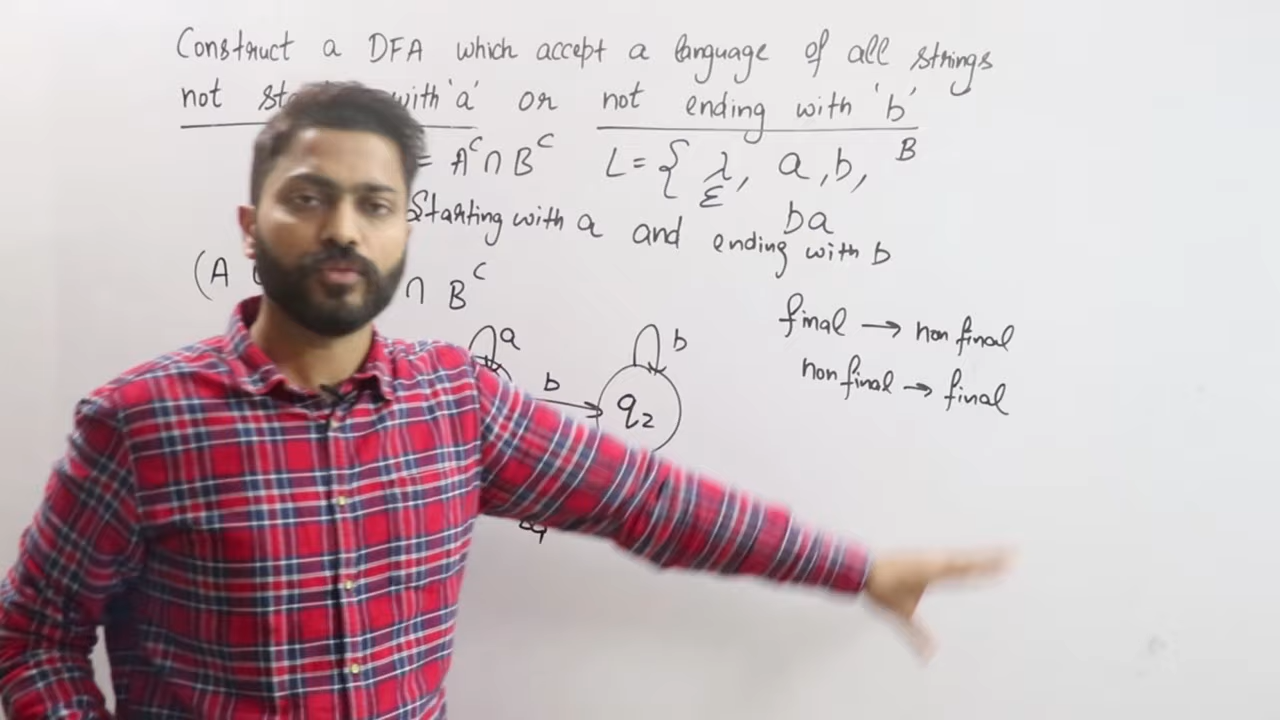 Construct a DFA which accept a language of all strings
not with 'a' or not ending with 'b'
= A^c ∩ B^c L = { λ, a, b, B
ε
ba
Starting with a and ending with b
(A ∩ B^c
final → non final
a b
b
non final → final
q2